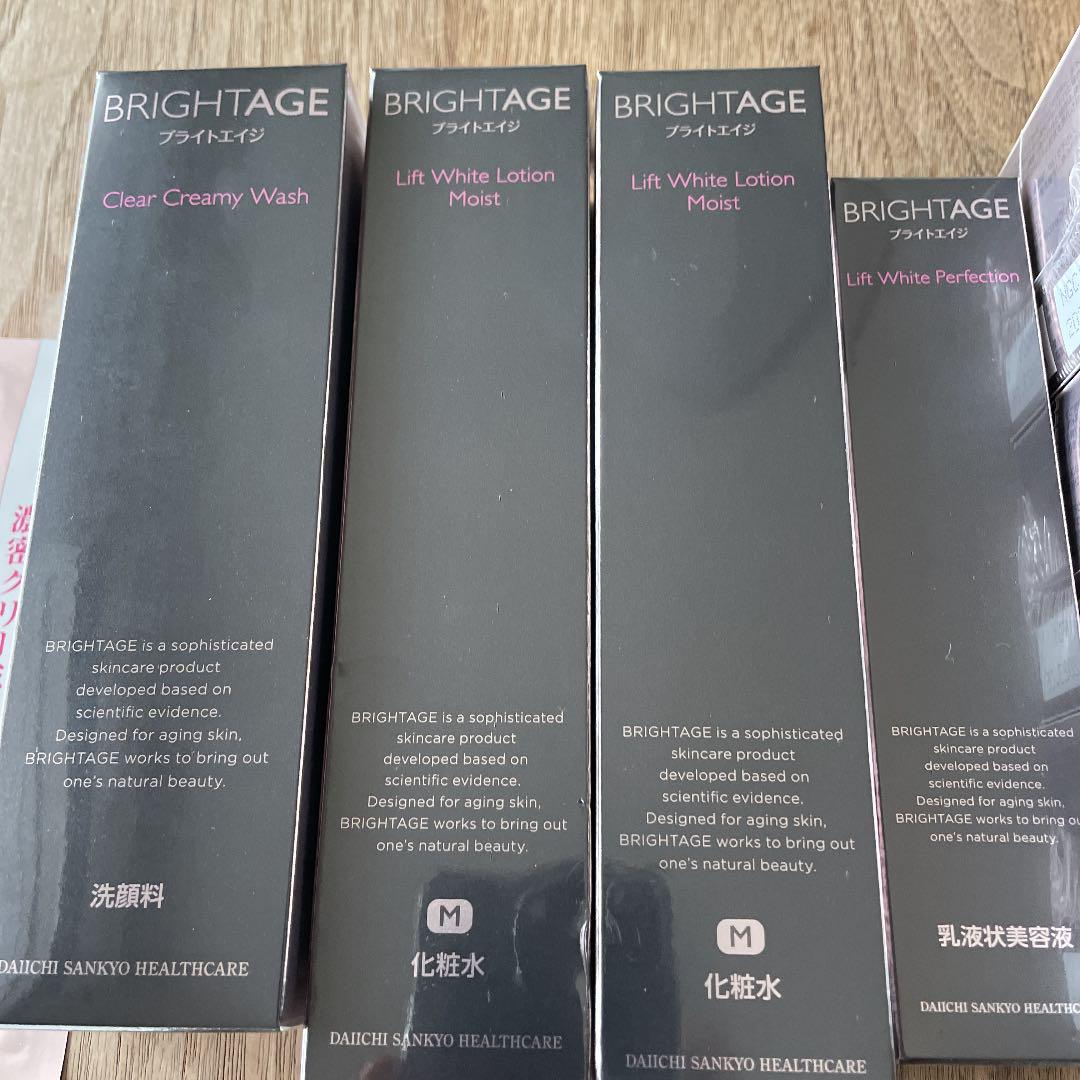 BRIGHTAGE
ブライトエイジ
Clear Creamy Wash
BRIGHTAGE is a sophisticated
skincare product
developed based on
scientific evidence.
Designed for aging skin,
BRIGHTAGE works to bring out
one's natural beauty.
洗顔料
DAIICHI SANKYO HEALTHCARE
BRIGHTAGE
ブライトエイジ
Lift White Lotion
Moist
BRIGHTAGE is a sophisticated
skincare product
developed based on
scientific evidence.
Designed for aging skin,
BRIGHTAGE works to bring out
one's natural beauty.
M
化粧水
DAIICHI SANKYO HEALTHCARE
BRIGHTAGE
ブライトエイジ
Lift White Lotion
Moist
BRIGHTAGE is a sophisticated
skincare product
developed based on
scientific evidence.
Designed for aging skin,
BRIGHTAGE works to bring out
one's natural beauty.
M
化粧水
DAIICHI SANKYO HEALTHCARE
BRIGHTAGE
ブライトエイジ
Lift White Perfection
BRIGHTAGE is a sophisticated
skincare product
developed based on
scientific evidence.
Designed for aging skin,
BRIGHTAGE works to bring ou
one's natural beauty.
乳液状美容液
DAIICHI SANKYO HEALTHC
濃密クリ